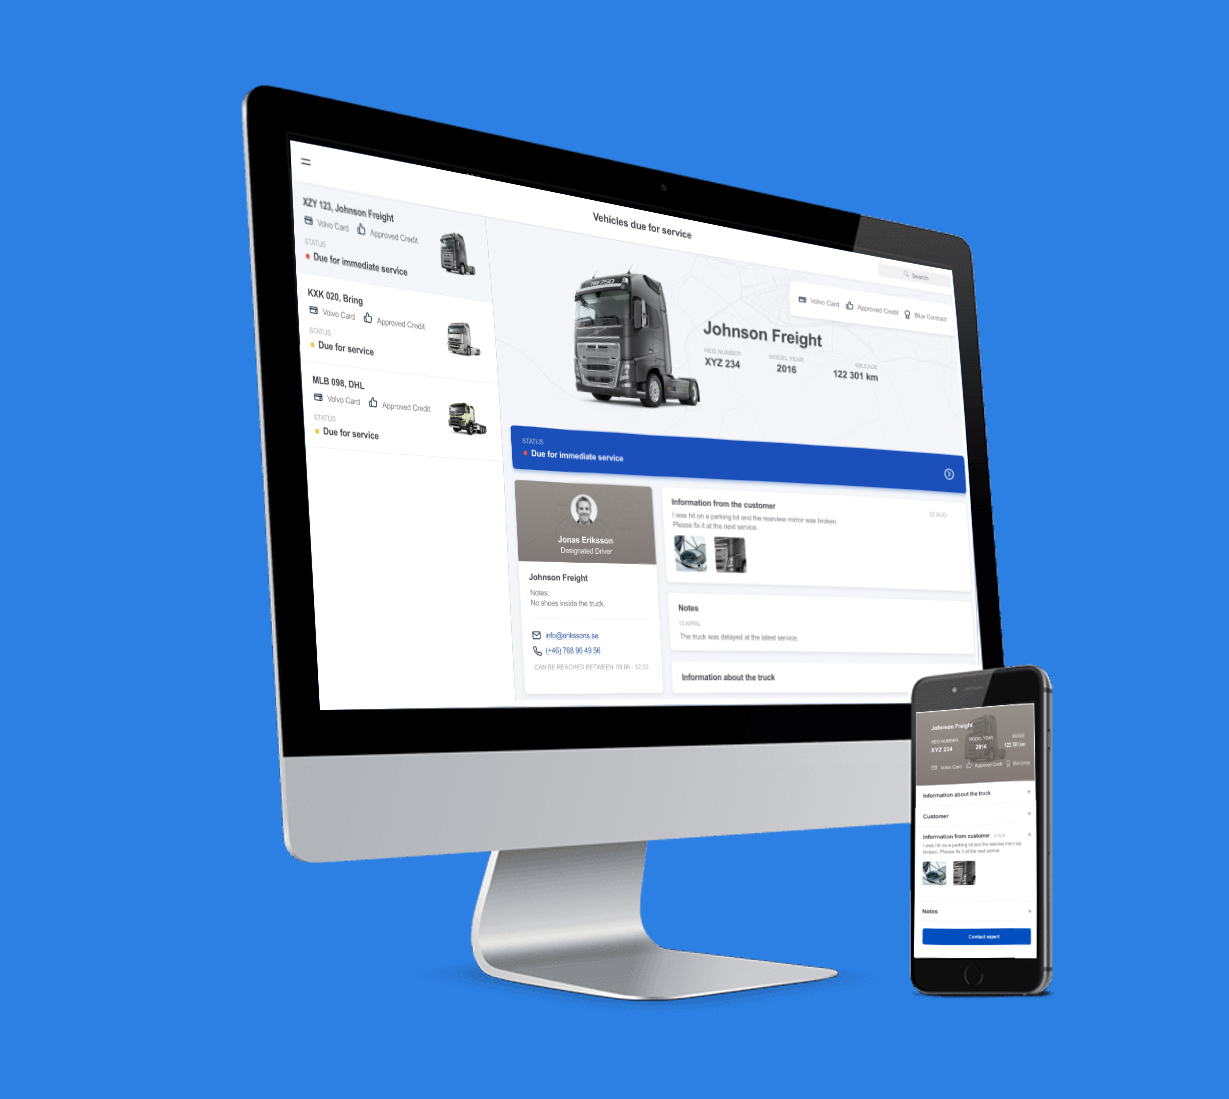 Vehicles due for service
Search
XZY 123, Johnson Freight
Volvo Card Approved Credit
STATUS
Due for immediate service
KXK 020, Bring
Volvo Card Approved Credit
STATUS
Due for service
MLB 098, DHL
Volvo Card Approved Credit
STATUS
Due for service
Volvo Card Approved Credit Blue Contract
Johnson Freight
REG NUMBER MODEL YEAR MILEAGE
XYZ 234 2016 122 301 km
STATUS
Due for immediate service
Jonas Eriksson
Designated Driver
Johnson Freight
Notes:
No shoes inside the truck.
info@erikssons.se
(+46) 768 96 49 56
CAN BE REACHED BETWEEN 09.00 - 12.00
Information from the customer
22 AUG
I was hit on a parking lot and the rearview mirror was broken.
Please fix it at the next service.
Notes
13 APRIL
The truck was delayed at the latest service.
Information about the truck
Johnson Freight
REG NUMBER MODEL YEAR MILEAGE
XYZ 234 2016 122 301 km
Volvo Card Approved Credit
Information about the truck
Customer
Information from customer
I was hit on a parking lot and the rearview mirror was
broken. Please fix it at the next service.
Notes
Contact expert